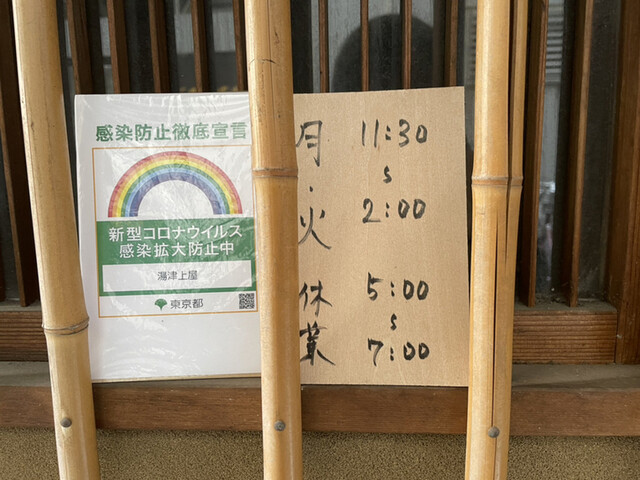 感染防止徹底宣言
新型コロナウイルス
感染拡大防止中
湯津上屋
東京都
月・火 休業
11:30
s
2:00
5:00
s
7:00